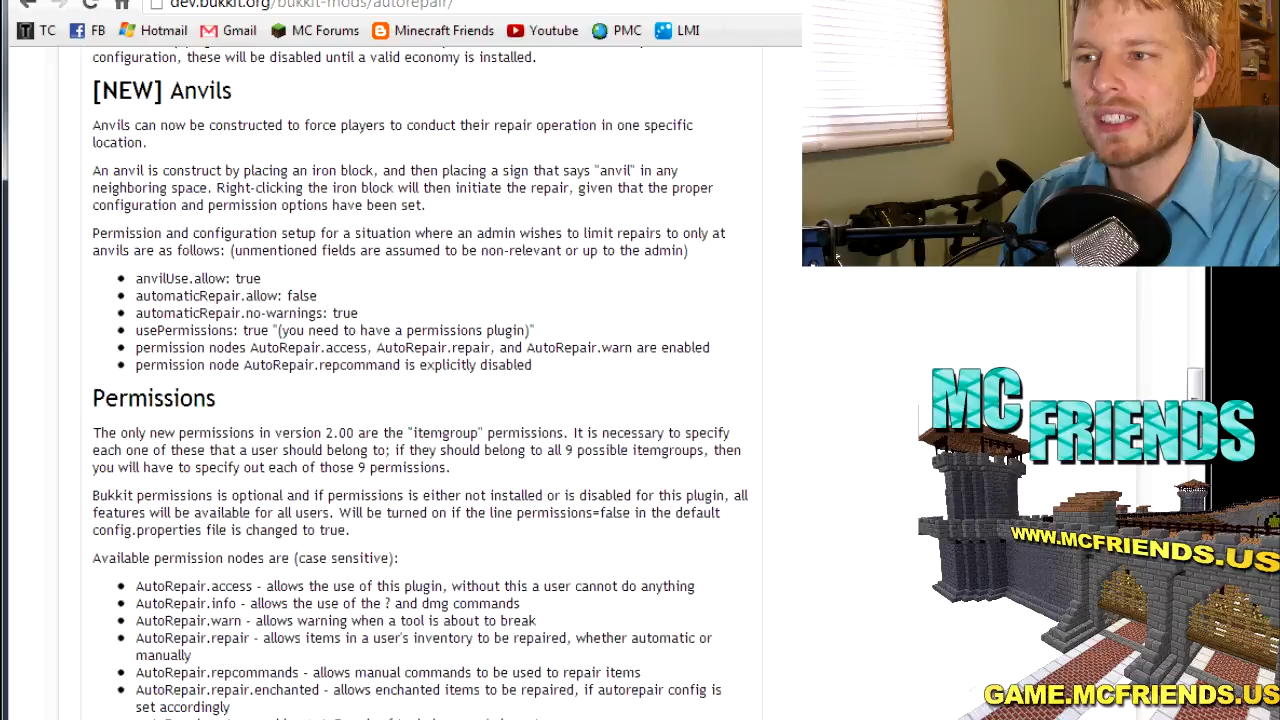 dev.bukkit.org/bukkit-mods/autorepair/
TC FB Hotmail Gmail MC Forums Minecraft Friends Youtube PMC LMI
configuration, these will be disabled until a valid economy is installed.
[NEW] Anvils
Anvils can now be constructed to force players to conduct their repair operation in one specific
location.
An anvil is construct by placing an iron block, and then placing a sign that says "anvil" in any
neighboring space. Right-clicking the iron block will then initiate the repair, given that the proper
configuration and permission options have been set.
Permission and configuration setup for a situation where an admin wishes to limit repairs to only at
anvils are as follows: (unmentioned fields are assumed to be non-relevant or up to the admin)
• anvilUse.allow: true
• automaticRepair.allow: false
• automaticRepair.no-warnings: true
• usePermissions: true "(you need to have a permissions plugin)"
• permission nodes AutoRepair.access, AutoRepair.repair, and AutoRepair.warn are enabled
• permission node AutoRepair.repcommand is explicitly disabled
Permissions
The only new permissions in version 2.00 are the "itemgroup" permissions. It is necessary to specify
each one of these that a user should belong to; if they should belong to all 9 possible itemgroups, then
you will have to specify out each of those 9 permissions.
Bukkit permissions is optional and if permissions is either not installed or is disabled for this plugin, all
features will be available for all users. Will be turned on if the line permissions=false in the default
config.properties file is changed to true.
Available permission nodes are (case sensitive):
• AutoRepair.access - allows the use of this plugin, without this a user cannot do anything
• AutoRepair.info - allows the use of the ? and dmg commands
• AutoRepair.warn - allows warning when a tool is about to break
• AutoRepair.repair - allows items in a user's inventory to be repaired, whether automatic or
manually
• AutoRepair.repcommands - allows manual commands to be used to repair items
• AutoRepair.repair.enchanted - allows enchanted items to be repaired, if autorepair config is
set accordingly
MC
FRIENDS
WWW.MCFRIENDS.US
GAME.MCFRIENDS.US